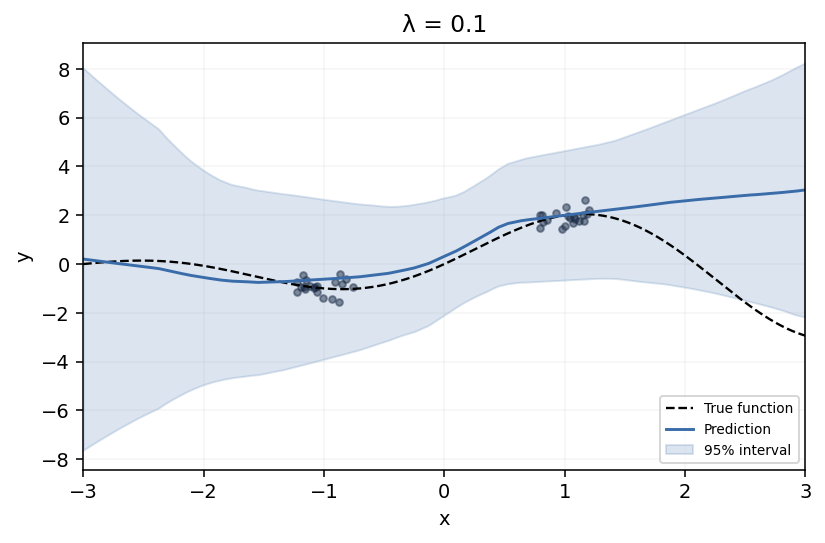 λ = 0.1
8
6
4
2
0
−2
−4
−6
−8
y
−3
−2
−1
0
1
2
3
x
True function
Prediction
95% interval